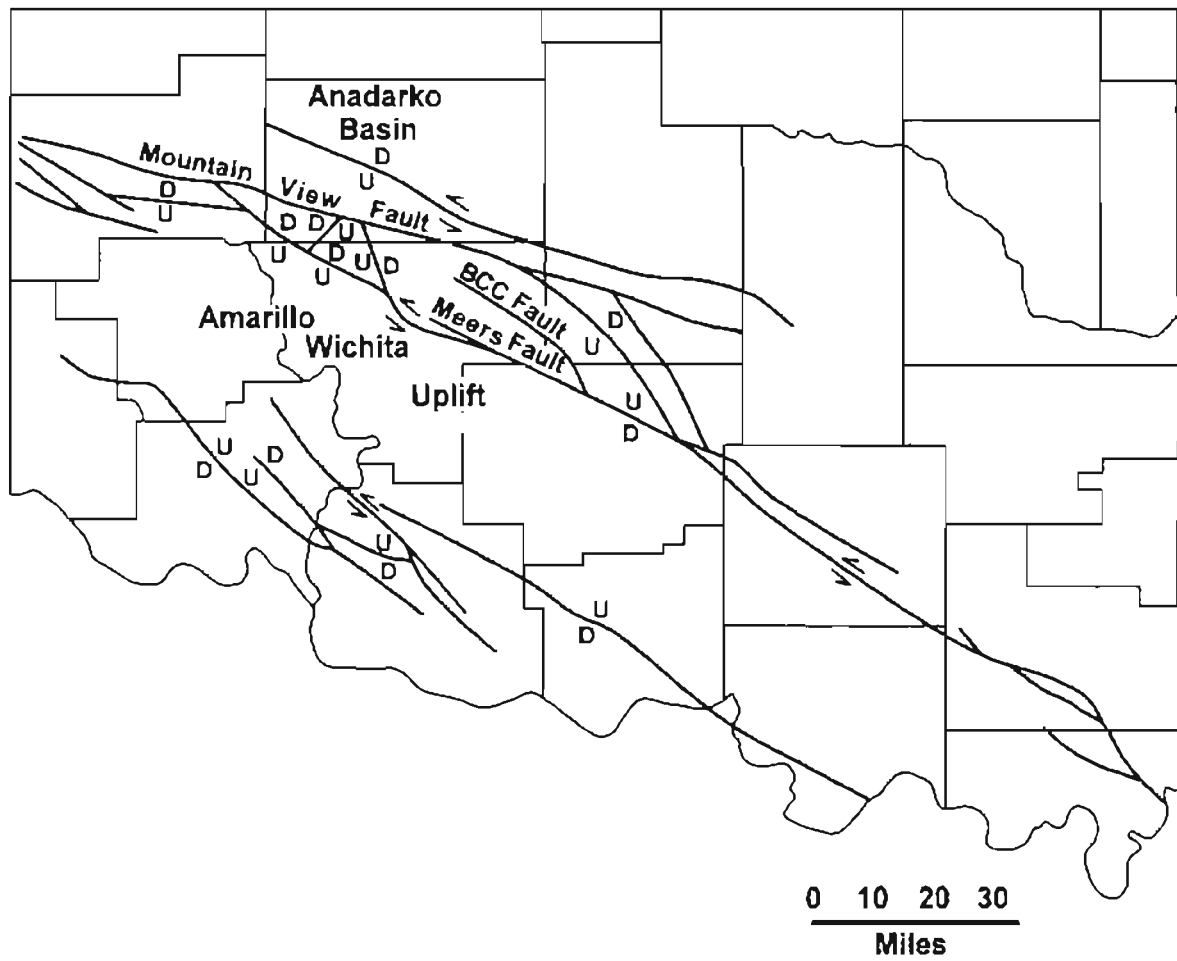 Anadarko
Basin
D
U
Mountain
View
Fault
D
U
D D U
U U D U D
BCC Fault
Meers Fault
D
U
Amarillo
Wichita
Uplift
U
D
U
D
U
D
U
D
U
D
0 10 20 30
Miles